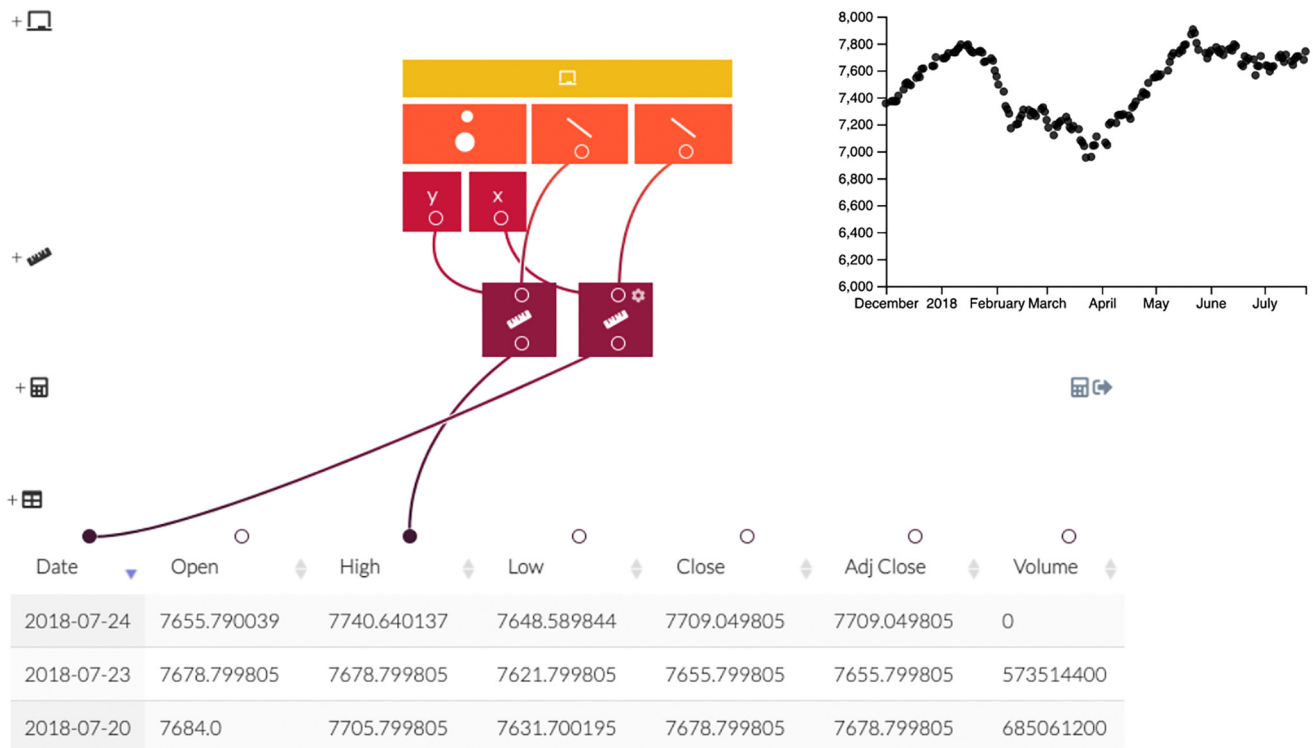 +
8,000
7,800
7,600
7,400
7,200
7,000
6,800
6,600
6,400
6,200
6,000
December 2018 February March April May June July
y x
+
+
+
Date Open High Low Close Adj Close Volume
2018-07-24 7655.790039 7740.640137 7648.589844 7709.049805 7709.049805 0
2018-07-23 7678.799805 7678.799805 7621.799805 7655.799805 7655.799805 573514400
2018-07-20 7684.0 7705.799805 7631.700195 7678.799805 7678.799805 685061200